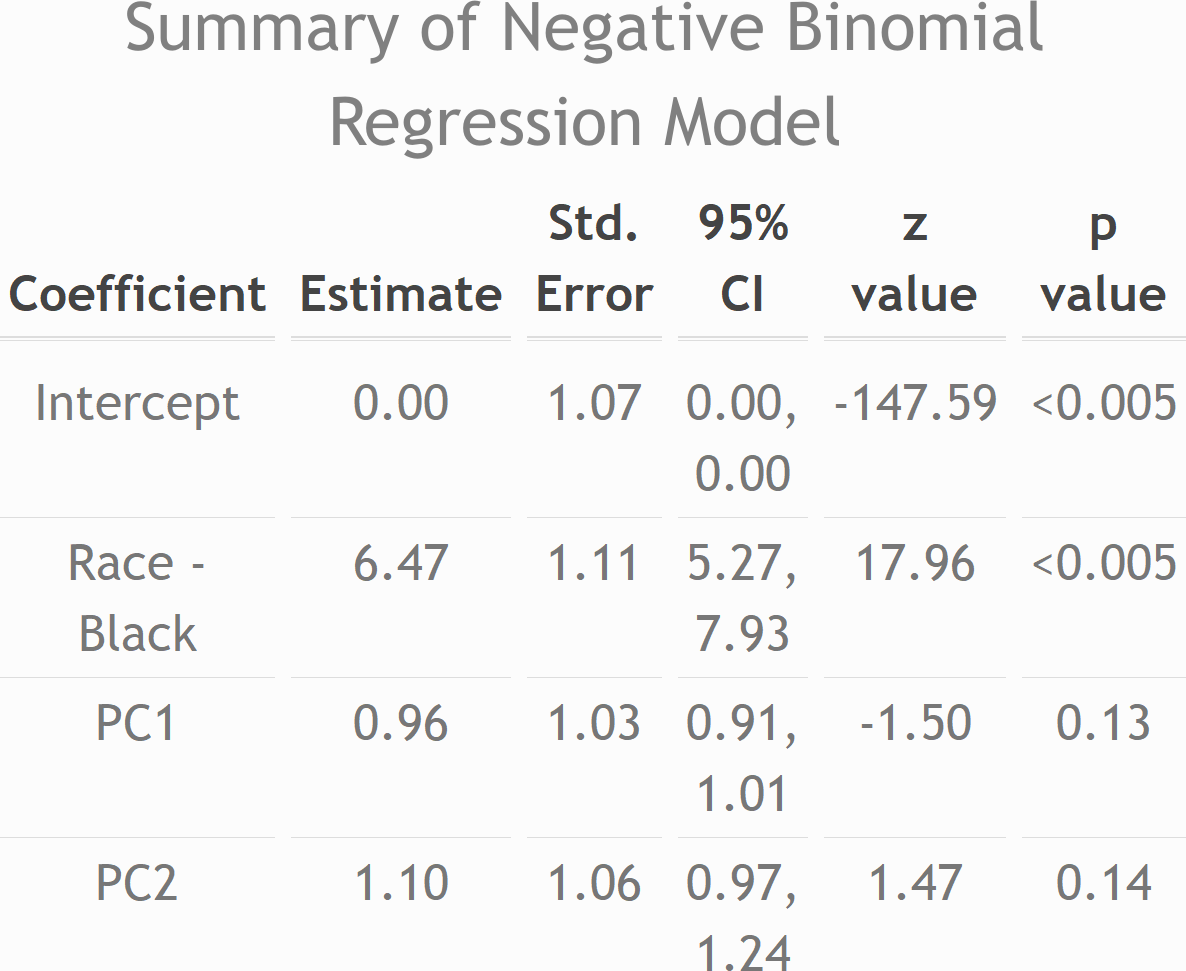 Summary of Negative Binomial
Regression Model
Std. 95% z p
Coefficient Estimate Error CI value value
Intercept 0.00 1.07 0.00, -147.59 <0.005
0.00
Race - 6.47 1.11 5.27, 17.96 <0.005
Black 7.93
PC1 0.96 1.03 0.91, -1.50 0.13
1.01
PC2 1.10 1.06 0.97, 1.47 0.14
1.24